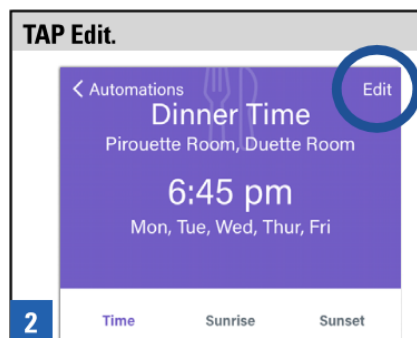 TAP Edit.
Automations
Edit
Dinner Time
Pirouette Room, Duette Room
6:45 pm
Mon, Tue, Wed, Thur, Fri
2
Time Sunrise Sunset